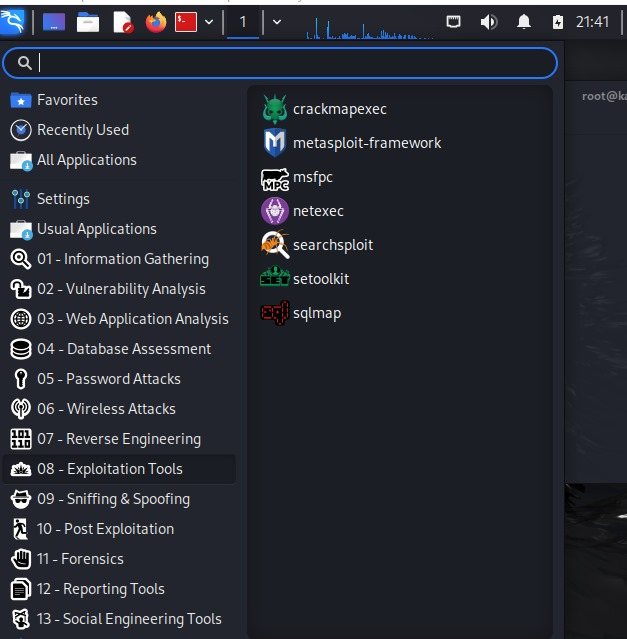 1
21:41
root@ka
Favorites
Recently Used
All Applications
Settings
Usual Applications
01 - Information Gathering
02 - Vulnerability Analysis
03 - Web Application Analysis
04 - Database Assessment
05 - Password Attacks
06 - Wireless Attacks
07 - Reverse Engineering
08 - Exploitation Tools
09 - Sniffing & Spoofing
10 - Post Exploitation
11 - Forensics
12 - Reporting Tools
13 - Social Engineering Tools
crackmapexec
metasploit-framework
MPC
msfpc
netexec
searchsploit
SET
setoolkit
sql
sqlmap